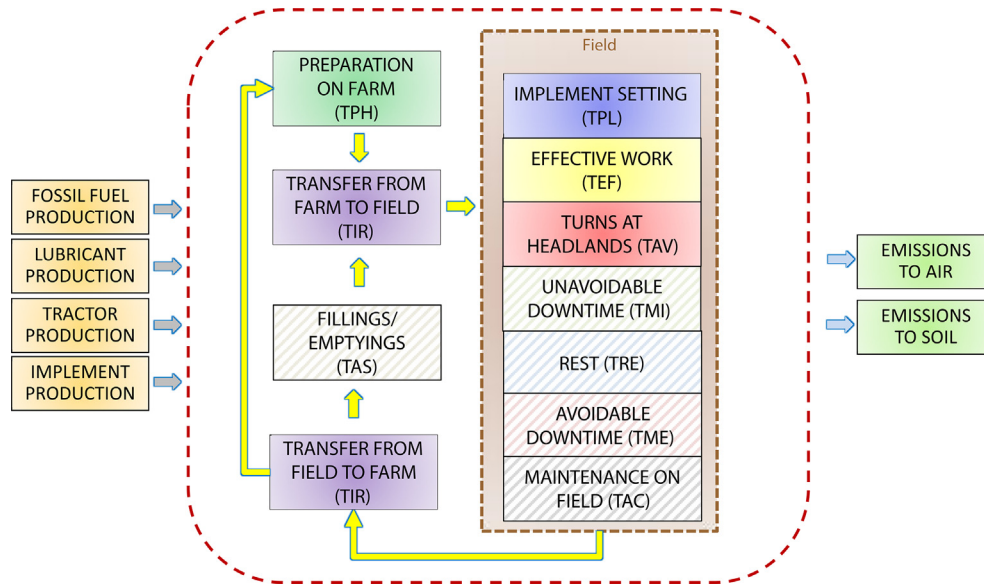 FOSSIL FUEL
PRODUCTION
LUBRICANT
PRODUCTION
TRACTOR
PRODUCTION
IMPLEMENT
PRODUCTION
PREPARATION
ON FARM
(TPH)
TRANSFER FROM
FARM TO FIELD
(TIR)
FILLINGS/
EMPTYINGS
(TAS)
TRANSFER FROM
FIELD TO FARM
(TIR)
Field
IMPLEMENT SETTING
(TPL)
EFFECTIVE WORK
(TEF)
TURNS AT
HEADLANDS (TAV)
UNAVOIDABLE
DOWNTIME (TMI)
REST (TRE)
AVOIDABLE
DOWNTIME (TME)
MAINTENANCE ON
FIELD (TAC)
EMISSIONS
TO AIR
EMISSIONS
TO SOIL